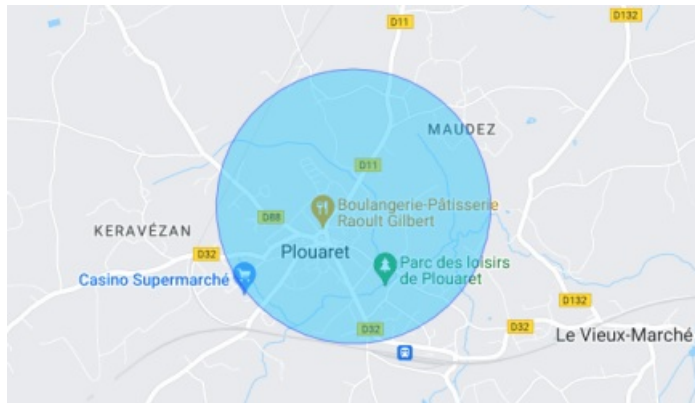 D11
D132
MAUDEZ
D11
Boulangerie-Pâtisserie
Raoult Gilbert
D88
KERAVÉZAN
Plouaret
D32
Parc des loisirs
de Plouaret
Casino Supermarché
D132
D32
D32
Le Vieux-Marché